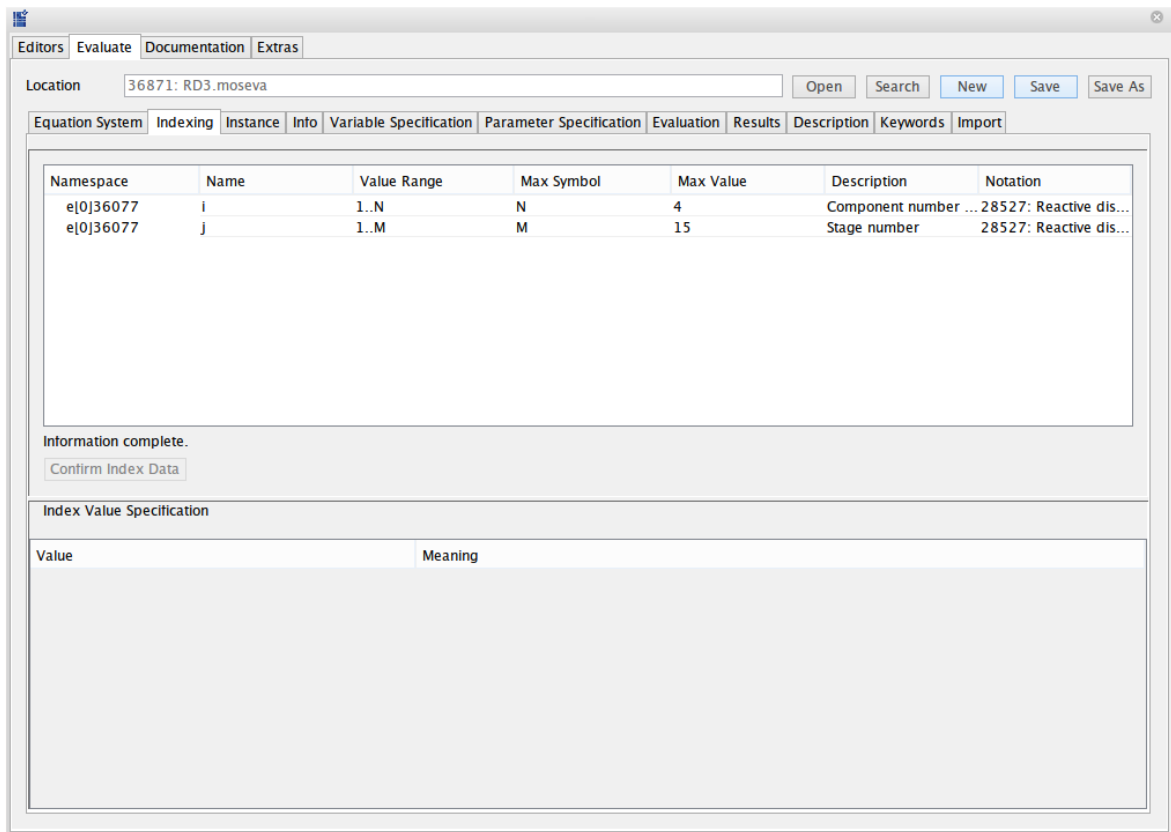 Editors Evaluate Documentation Extras
Location 36871: RD3.moseva Open Search New Save Save As
Equation System Indexing Instance Info Variable Specification Parameter Specification Evaluation Results Description Keywords Import
Namespace Name Value Range Max Symbol Max Value Description Notation
e[0]36077 i 1..N N 4 Component number ... 28527: Reactive dis...
e[0]36077 j 1..M M 15 Stage number 28527: Reactive dis...
Information complete.
Confirm Index Data
Index Value Specification
Value Meaning